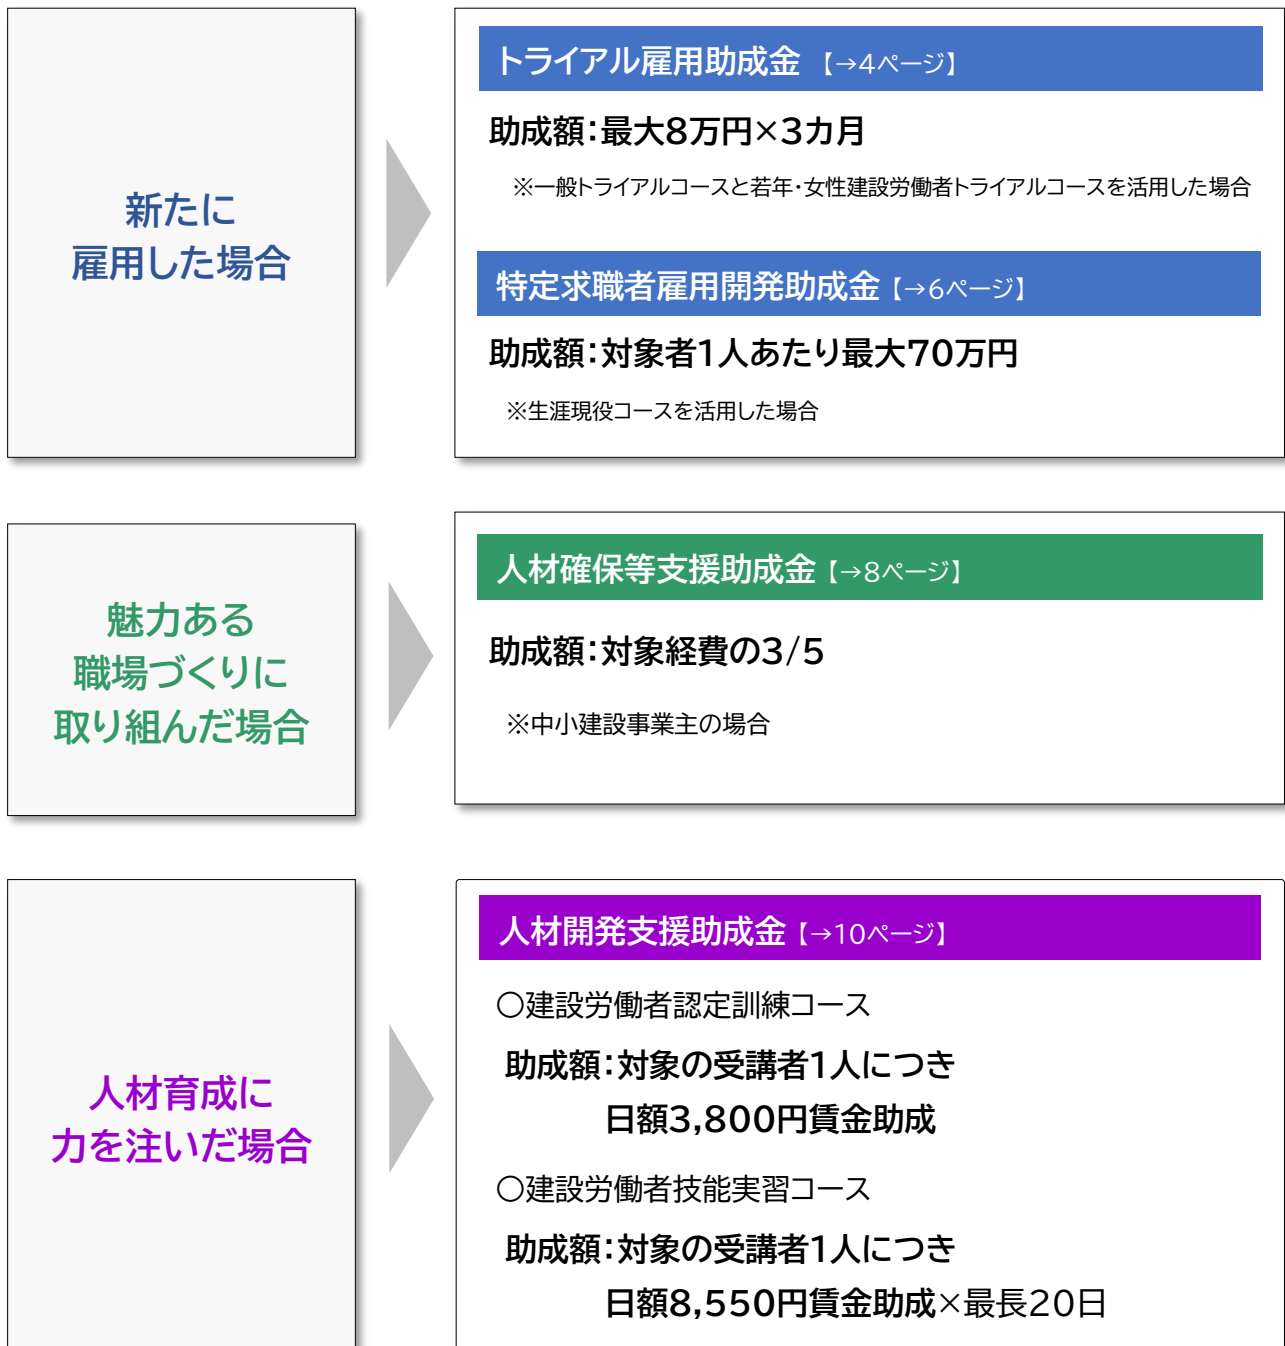 新たに
雇用した場合
トライアル雇用助成金 【→4ページ】
助成額：最大8万円×3カ月
※一般トライアルコースと若年・女性建設労働者トライアルコースを活用した場合
特定求職者雇用開発助成金【→6ページ】
助成額：対象者1人あたり最大70万円
※生涯現役コースを活用した場合
魅力ある
職場づくりに
取り組んだ場合
人材確保等支援助成金【→8ページ】
助成額：対象経費の3/5
※中小建設事業主の場合
人材育成に
力を注いだ場合
人材開発支援助成金【→10ページ】
○建設労働者認定訓練コース
助成額：対象の受講者1人につき
日額3,800円賃金助成
○建設労働者技能実習コース
助成額：対象の受講者1人につき
日額8,550円賃金助成×最長20日